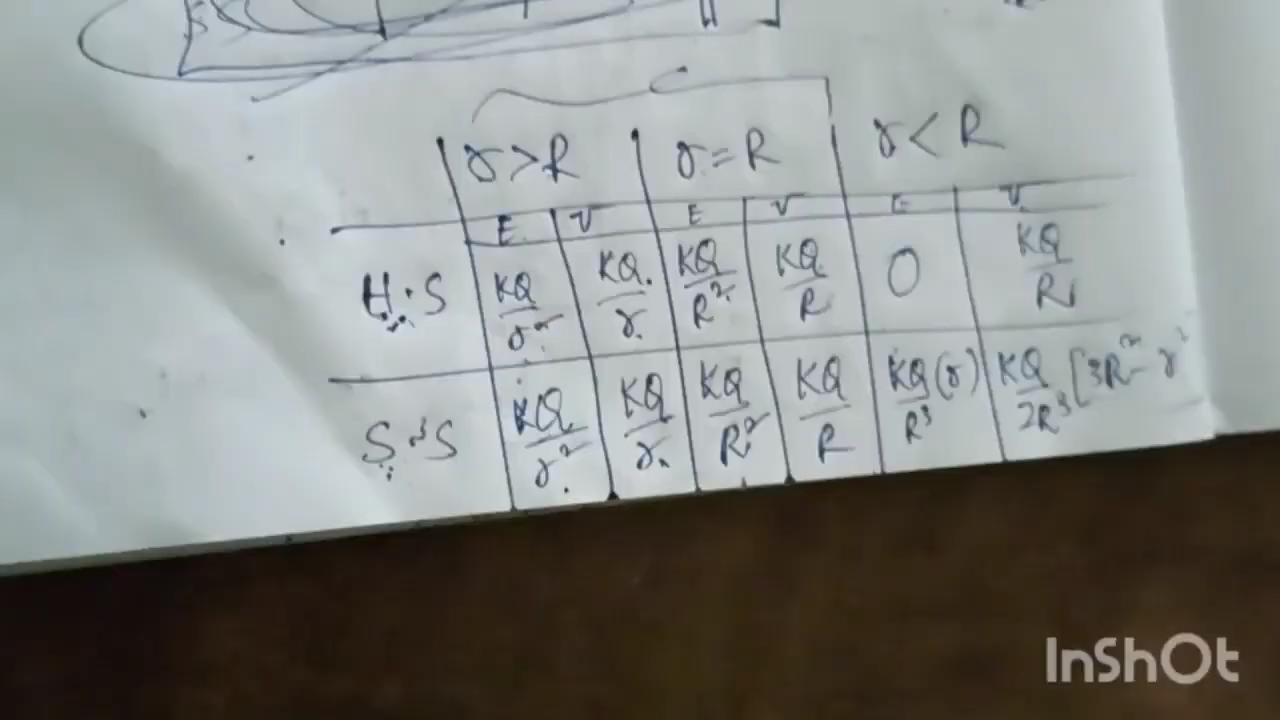 r>R r=R r<R
E V E V E V
H.S KQ/r² KQ/r KQ/R² KQ/R 0 KQ/R
S.S KQ/r² KQ/r KQ/R² KQ/R KQ/R³(r) KQ/2R³[3R²-r²
InShOt